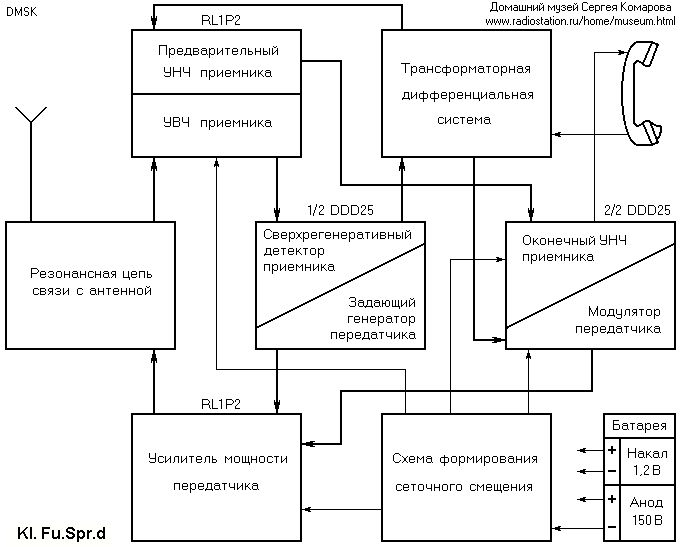 DMSK
Домашний музей Сергея Комарова
www.radiostation.ru/home/museum.html
RL1P2
Предварительный
УНЧ приемника
УВЧ приемника
Трансформаторная
дифференциальная
система
1/2 DDD25
2/2 DDD25
Резонансная цепь
связи с антенной
Сверхрегенеративный
детектор
приемника
Задающий
генератор
передатчика
Оконечный УНЧ
приемника
Модулятор
передатчика
RL1P2
Усилитель мощности
передатчика
Схема формирования
сеточного смещения
Батарея
+ Накал
− 1,2В
+ Анод
− 150В
Kl. Fu.Spr.d